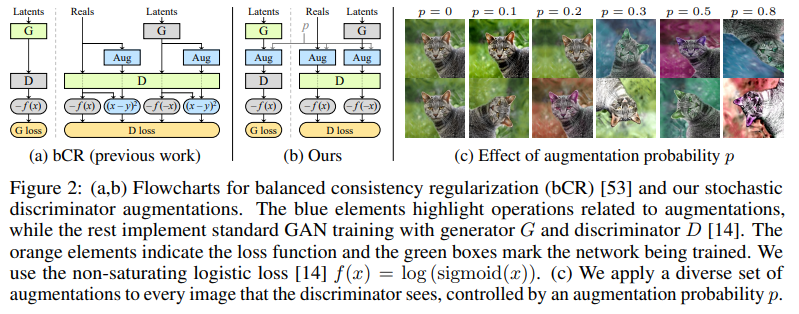 Latents Reals Latents
G G
Aug Aug
D D
−f(x) −f(x) (x−y)² −f(−x) (x−y)²
G loss D loss
(a) bCR (previous work)
Latents Reals Latents
G p G
Aug Aug Aug
D D
−f(x) −f(x) −f(−x)
G loss D loss
(b) Ours
p = 0 p = 0.1 p = 0.2 p = 0.3 p = 0.5 p = 0.8
(c) Effect of augmentation probability p
Figure 2: (a,b) Flowcharts for balanced consistency regularization (bCR) [53] and our stochastic
discriminator augmentations. The blue elements highlight operations related to augmentations,
while the rest implement standard GAN training with generator G and discriminator D [14]. The
orange elements indicate the loss function and the green boxes mark the network being trained. We
use the non-saturating logistic loss [14] f(x) = log (sigmoid(x)). (c) We apply a diverse set of
augmentations to every image that the discriminator sees, controlled by an augmentation probability p.